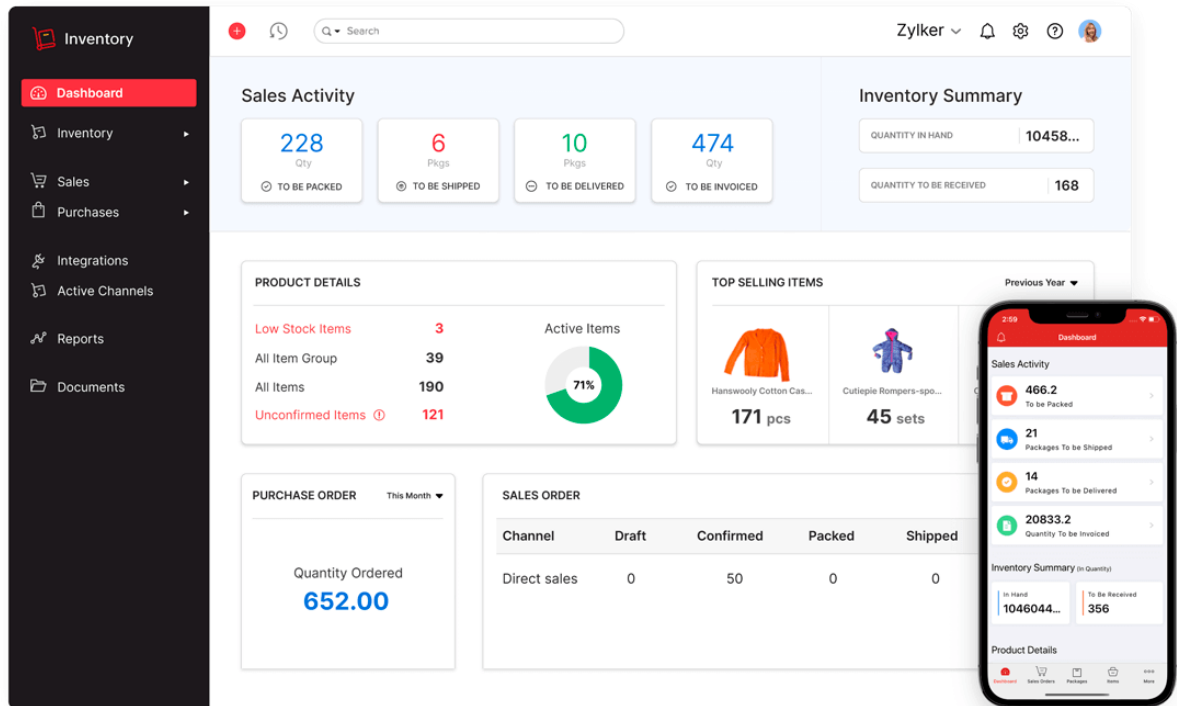 Inventory
Search
Zylker
Dashboard
Inventory
Sales
Purchases
Integrations
Active Channels
Reports
Documents
Sales Activity
228
Qty
TO BE PACKED
6
Pkgs
TO BE SHIPPED
10
Pkgs
TO BE DELIVERED
474
Qty
TO BE INVOICED
Inventory Summary
QUANTITY IN HAND 10458...
QUANTITY TO BE RECEIVED 168
PRODUCT DETAILS
Low Stock Items 3
All Item Group 39
All Items 190
Unconfirmed Items 121
Active Items
71%
TOP SELLING ITEMS
Previous Year
Hanswooly Cotton Cas...
171 pcs
Cutiepie Rompers-spo...
45 sets
PURCHASE ORDER
This Month
Quantity Ordered
652.00
SALES ORDER
Channel Draft Confirmed Packed Shipped
Direct sales 0 50 0 0
2:59
Dashboard
Sales Activity
466.2
To be Packed
21
Packages To be Shipped
14
Packages To be Delivered
20833.2
Quantity To be Invoiced
Inventory Summary (In Quantity)
In Hand
1046044...
To Be Received
356
Product Details
Dashboard Sales Orders Packages Items More